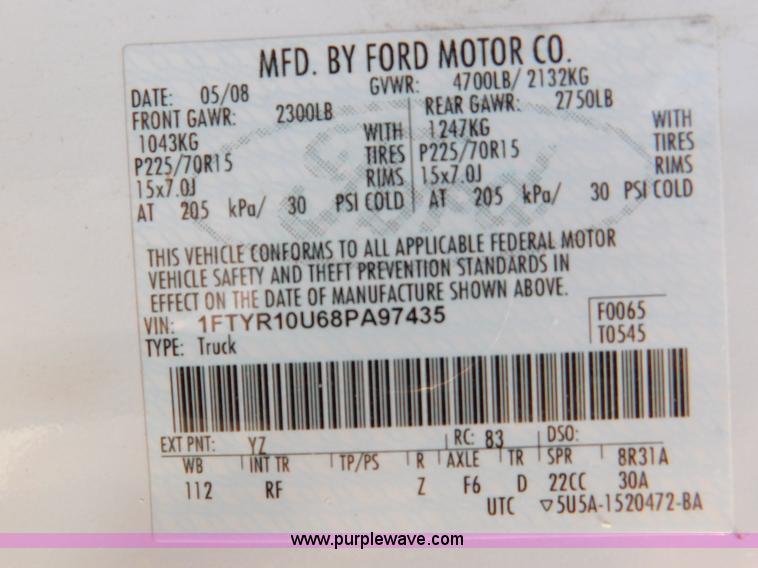 MFD. BY FORD MOTOR CO.
DATE: 05/08 GVWR: 4700LB/ 2132KG
FRONT GAWR: 2300LB REAR GAWR: 2750LB
1043KG WITH 1247KG WITH
P225/70R15 TIRES P225/70R15 TIRES
15x7.0J RIMS 15x7.0J RIMS
AT 205 kPa/ 30 PSI COLD AT 205 kPa/ 30 PSI COLD
Ford
THIS VEHICLE CONFORMS TO ALL APPLICABLE FEDERAL MOTOR
VEHICLE SAFETY AND THEFT PREVENTION STANDARDS IN
EFFECT ON THE DATE OF MANUFACTURE SHOWN ABOVE.
VIN: 1FTYR10U68PA97435 F0065
TYPE: Truck T0545
EXT PNT: YZ RC: 83 DSO:
WB INT TR TP/PS R AXLE TR SPR 8R31A
112 RF Z F6 D 22CC 30A
UTC ▽5U5A-1520472-BA
www.purplewave.com